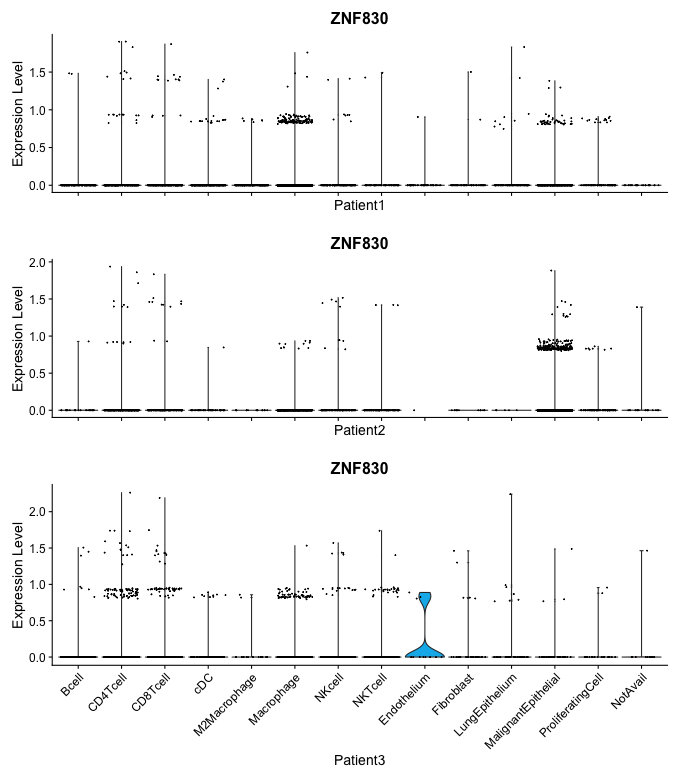 ZNF830
Expression Level
1.5
1.0
0.5
0.0
Patient1
ZNF830
Expression Level
2.0
1.5
1.0
0.5
0.0
Patient2
ZNF830
Expression Level
2.0
1.5
1.0
0.5
0.0
Bcell
CD4Tcell
CD8Tcell
cDC
M2Macrophage
Macrophage
NKcell
NKTcell
Endothelium
Fibroblast
LungEpithelium
MalignantEpithelial
ProliferatingCell
NotAvail
Patient3